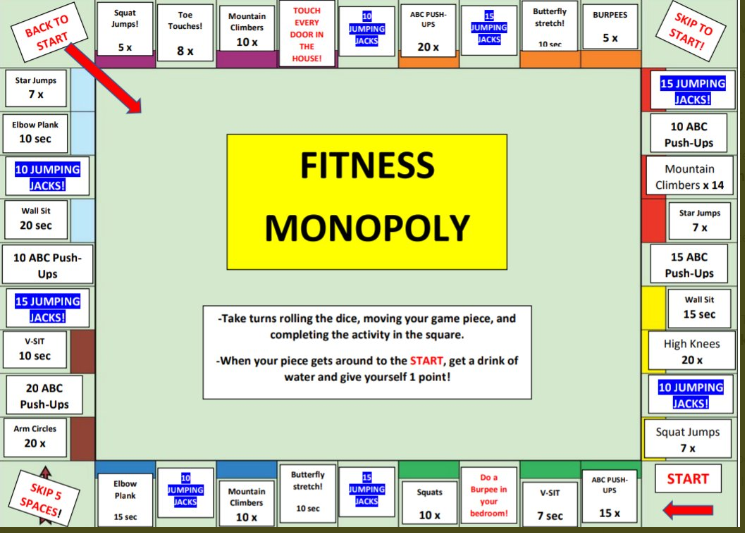 BACK TO
START
Squat
Jumps!
5 x
Toe
Touches!
8 x
Mountain
Climbers
10 x
TOUCH
EVERY
DOOR IN
THE
HOUSE!
10
JUMPING
JACKS
ABC PUSH-
UPS
20 x
15
JUMPING
JACKS
Butterfly
stretch!
10 sec
BURPEES
5 x
SKIP TO
START!
Star Jumps
7 x
Elbow Plank
10 sec
10 JUMPING
JACKS!
Wall Sit
20 sec
10 ABC Push-
Ups
15 JUMPING
JACKS!
V-SIT
10 sec
20 ABC
Push-Ups
Arm Circles
20 x
FITNESS
MONOPOLY
-Take turns rolling the dice, moving your game piece, and
completing the activity in the square.
-When your piece gets around to the START, get a drink of
water and give yourself 1 point!
15 JUMPING
JACKS!
10 ABC
Push-Ups
Mountain
Climbers x 14
Star Jumps
7 x
15 ABC
Push-Ups
Wall Sit
15 sec
High Knees
20 x
10 JUMPING
JACKS!
Squat Jumps
7 x
SKIP 5
SPACES!
Elbow
Plank
15 sec
10
JUMPING
JACKS
Mountain
Climbers
10 x
Butterfly
stretch!
10 sec
15
JUMPING
JACKS
Squats
10 x
Do a
Burpee in
your
bedroom!
V-SIT
7 sec
ABC PUSH-
UPS
15 x
START